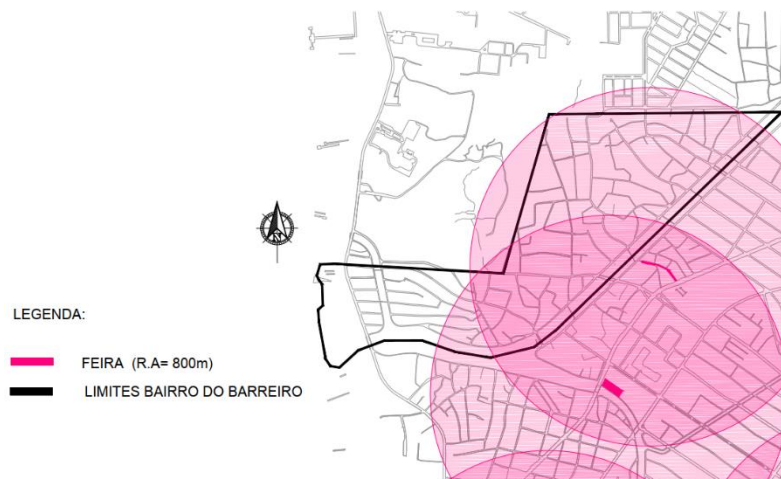 N
LEGENDA:
FEIRA (R.A= 800m)
LIMITES BAIRRO DO BARREIRO